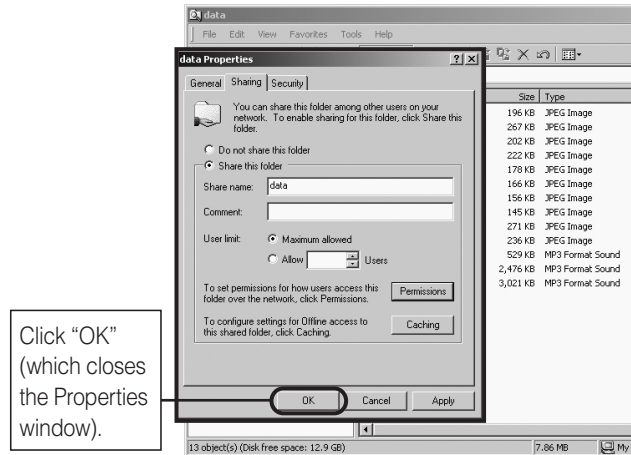 data
File Edit View Favorites Tools Help
data Properties
General Sharing Security
You can share this folder among other users on your
network. To enable sharing for this folder, click Share this
folder.
Do not share this folder
Share this folder
Share name: data
Comment:
User limit: Maximum allowed
Allow Users
To set permissions for how users access this
folder over the network, click Permissions.
Permissions
To configure settings for Offline access to
this shared folder, click Caching.
Caching
OK Cancel Apply
Size Type
196 KB JPEG Image
267 KB JPEG Image
202 KB JPEG Image
222 KB JPEG Image
178 KB JPEG Image
166 KB JPEG Image
156 KB JPEG Image
145 KB JPEG Image
271 KB JPEG Image
236 KB JPEG Image
529 KB MP3 Format Sound
2,476 KB MP3 Format Sound
3,021 KB MP3 Format Sound
13 object(s) (Disk free space: 12.9 GB) 7.86 MB My
Click “OK”
(which closes
the Properties
window).